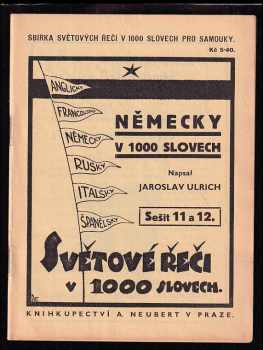 SBÍRKA SVĚTOVÝCH ŘEČÍ V 1000 SLOVECH PRO SAMOUKY.
Kč 5·40.
ANGLICKY
FRANCOUZSKY
NĚMECKY
RUSKY
ITALSKY
ŠPANĚLSKY
NĚMECKY
V 1000 SLOVECH
Napsal
JAROSLAV ULRICH
Sešit 11 a 12.
SVĚTOVÉ ŘEČI
V 1000 SLOVECH.
KNIHKUPECTVÍ A. NEUBERT V PRAZE.